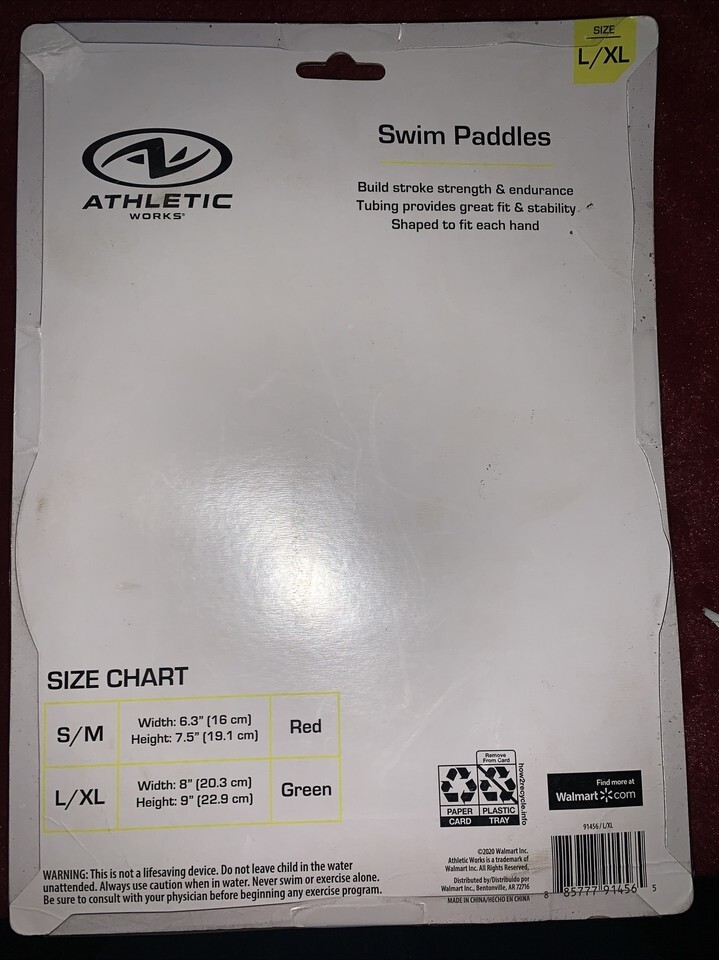 SIZE
L/XL
ATHLETIC
WORKS®
Swim Paddles
Build stroke strength & endurance
Tubing provides great fit & stability
Shaped to fit each hand
SIZE CHART
S/M
Width: 6.3" (16 cm)
Height: 7.5" (19.1 cm)
Red
L/XL
Width: 8" (20.3 cm)
Height: 9" (22.9 cm)
Green
WARNING: This is not a lifesaving device. Do not leave child in the water
unattended. Always use caution when in water. Never swim or exercise alone.
Be sure to consult with your physician before beginning any exercise program.
Remove
From Card
PAPER
CARD
PLASTIC
TRAY
how2recycle.info
Find more at
Walmart.com
©2020 Walmart Inc.
Athletic Works is a trademark of
Walmart Inc. All Rights Reserved.
Distributed by/Distribuido por
Walmart Inc., Bentonville, AR 72716
MADE IN CHINA/HECHO EN CHINA
91456/L/XL
8 85777 91456 5